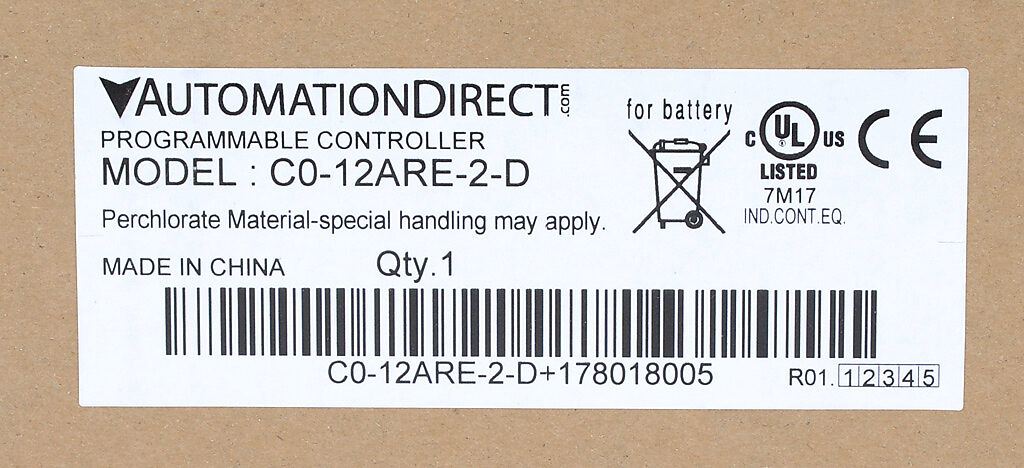 AUTOMATIONDIRECT.com
PROGRAMMABLE CONTROLLER
MODEL : C0-12ARE-2-D
Perchlorate Material-special handling may apply.
for battery
C UL US
LISTED
7M17
IND.CONT.EQ.
CE
MADE IN CHINA Qty.1
C0-12ARE-2-D+178018005
R01. 1 2 3 4 5